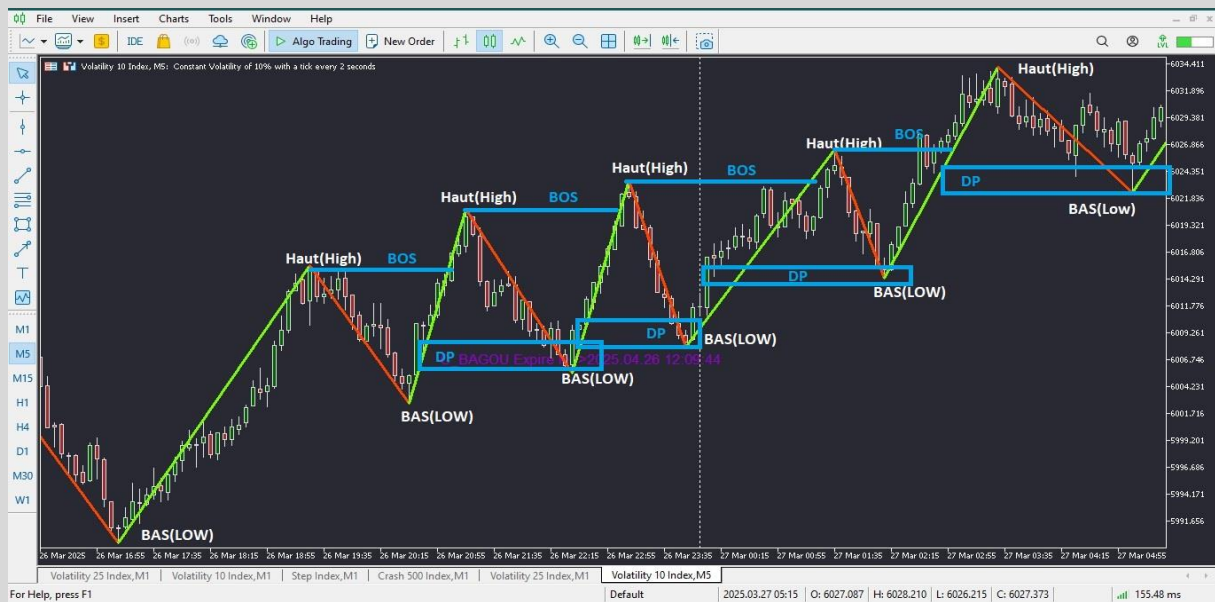 File View Insert Charts Tools Window Help
IDE Algo Trading New Order
LVL
Volatility 10 Index, M5: Constant Volatility of 10% with a tick every 2 seconds
6034.411
Haut(High)
6031.896
6029.381
BOS
Haut(High)
6026.866
Haut(High)
BOS
6024.351
DP
Haut(High)
BOS
6021.836
BAS(Low)
6019.321
6016.806
Haut(High)
BOS
6014.291
DP
BAS(LOW)
6011.776
6009.261
DP
BAS(LOW)
6006.746
DP
BAGOU Expire
2025.04.26 12:09:44
BAS(LOW)
6004.231
BAS(LOW)
6001.716
5999.201
5996.686
5994.171
5991.656
BAS(LOW)
M1
M5
M15
H1
H4
D1
M30
W1
26 Mar 2025 26 Mar 16:55 26 Mar 17:35 26 Mar 18:15 26 Mar 18:55 26 Mar 19:35 26 Mar 20:15 26 Mar 20:55 26 Mar 21:35 26 Mar 22:15 26 Mar 22:55 26 Mar 23:35 27 Mar 00:15 27 Mar 00:55 27 Mar 01:35 27 Mar 02:15 27 Mar 02:55 27 Mar 03:35 27 Mar 04:15 27 Mar 04:55
Volatility 25 Index,M1 Volatility 10 Index,M1 Step Index,M1 Crash 500 Index,M1 Volatility 25 Index,M1 Volatility 10 Index,M5
For Help, press F1 Default 2025.03.27 05:15 O: 6027.087 H: 6028.210 L: 6026.215 C: 6027.373 155.48 ms